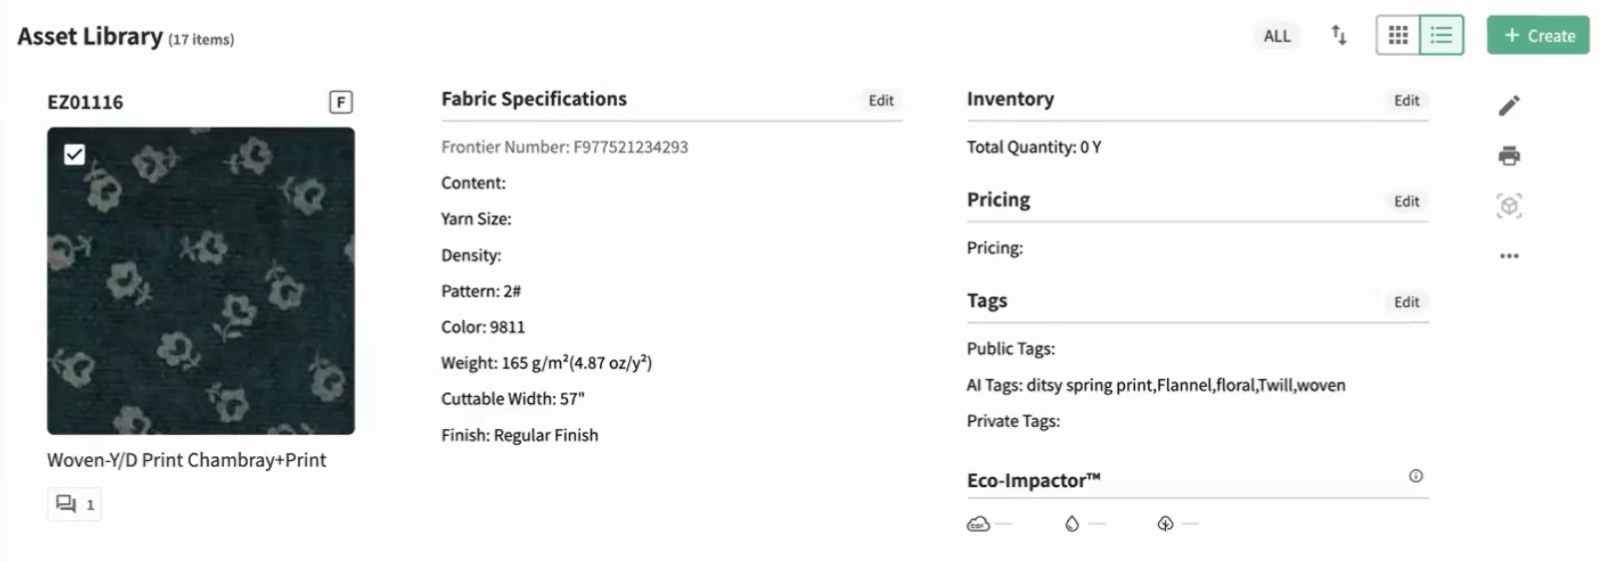 Asset Library (17 items)
ALL
+ Create
EZ01116
F
Woven-Y/D Print Chambray+Print
1
Fabric Specifications
Edit
Frontier Number: F977521234293
Content:
Yarn Size:
Density:
Pattern: 2#
Color: 9811
Weight: 165 g/m²(4.87 oz/y²)
Cuttable Width: 57"
Finish: Regular Finish
Inventory
Edit
Total Quantity: 0 Y
Pricing
Edit
Pricing:
Tags
Edit
Public Tags:
AI Tags: ditsy spring print,Flannel,floral,Twill,woven
Private Tags:
Eco-Impactor™